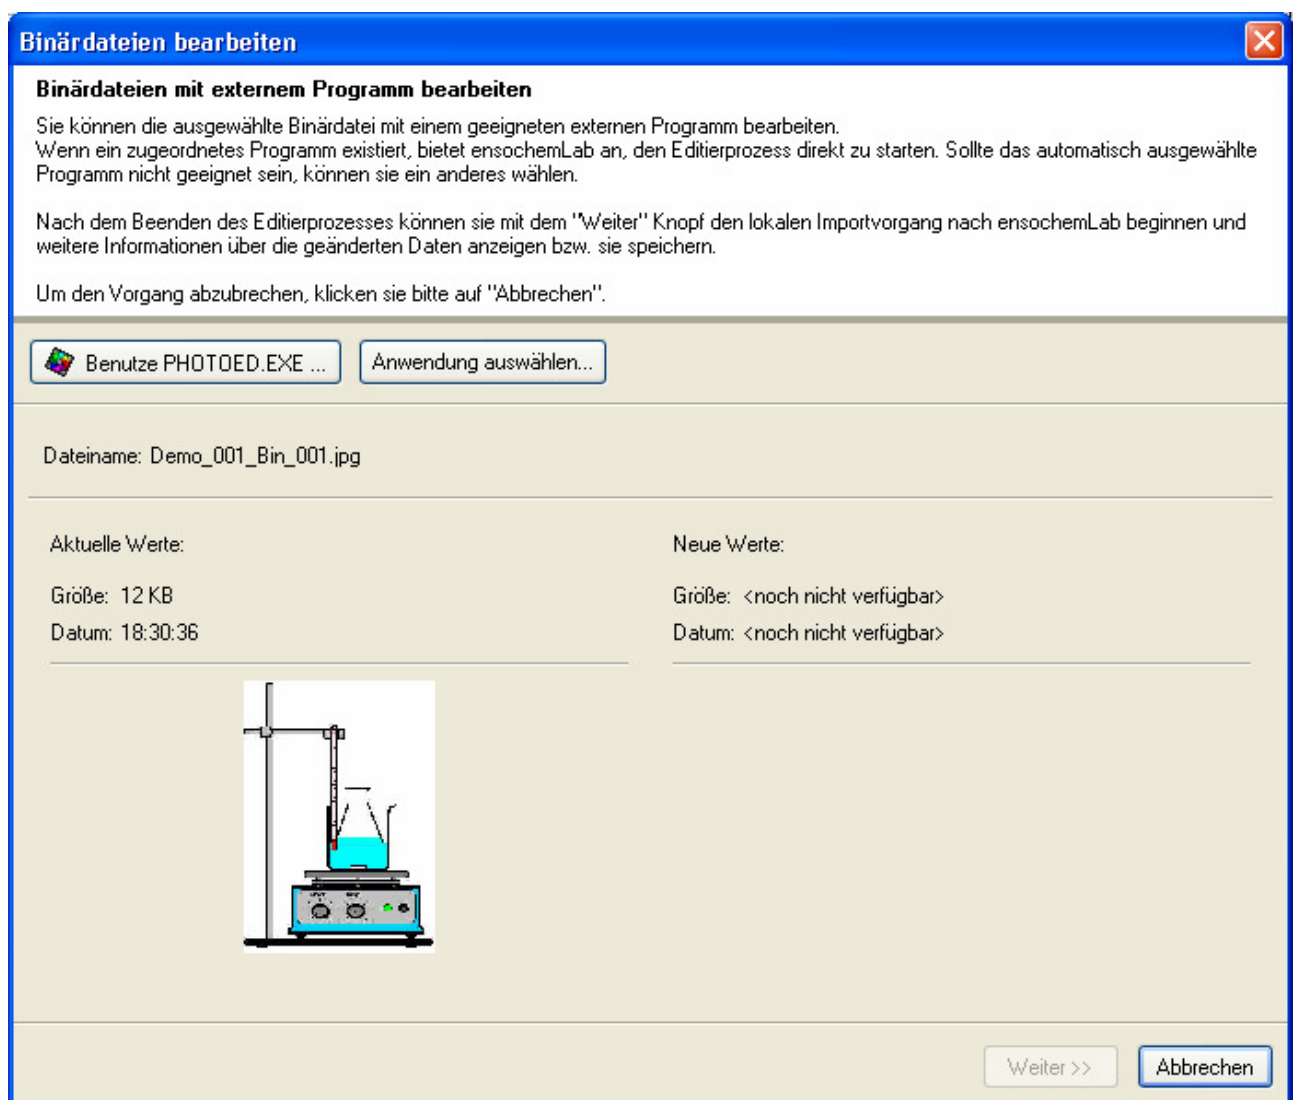 Binärdateien bearbeiten
Binärdateien mit externem Programm bearbeiten
Sie können die ausgewählte Binärdatei mit einem geeigneten externen Programm bearbeiten.
Wenn ein zugeordnetes Programm existiert, bietet ensochemLab an, den Editierprozess direkt zu starten. Sollte das automatisch ausgewählte
Programm nicht geeignet sein, können sie ein anderes wählen.
Nach dem Beenden des Editierprozesses können sie mit dem "Weiter" Knopf den lokalen Importvorgang nach ensochemLab beginnen und
weitere Informationen über die geänderten Daten anzeigen bzw. sie speichern.
Um den Vorgang abzubrechen, klicken sie bitte auf "Abbrechen".
Benutze PHOTOED.EXE ... Anwendung auswählen...
Dateiname: Demo_001_Bin_001.jpg
Aktuelle Werte: Neue Werte:
Größe: 12 KB Größe: <noch nicht verfügbar>
Datum: 18:30:36 Datum: <noch nicht verfügbar>
Weiter >> Abbrechen